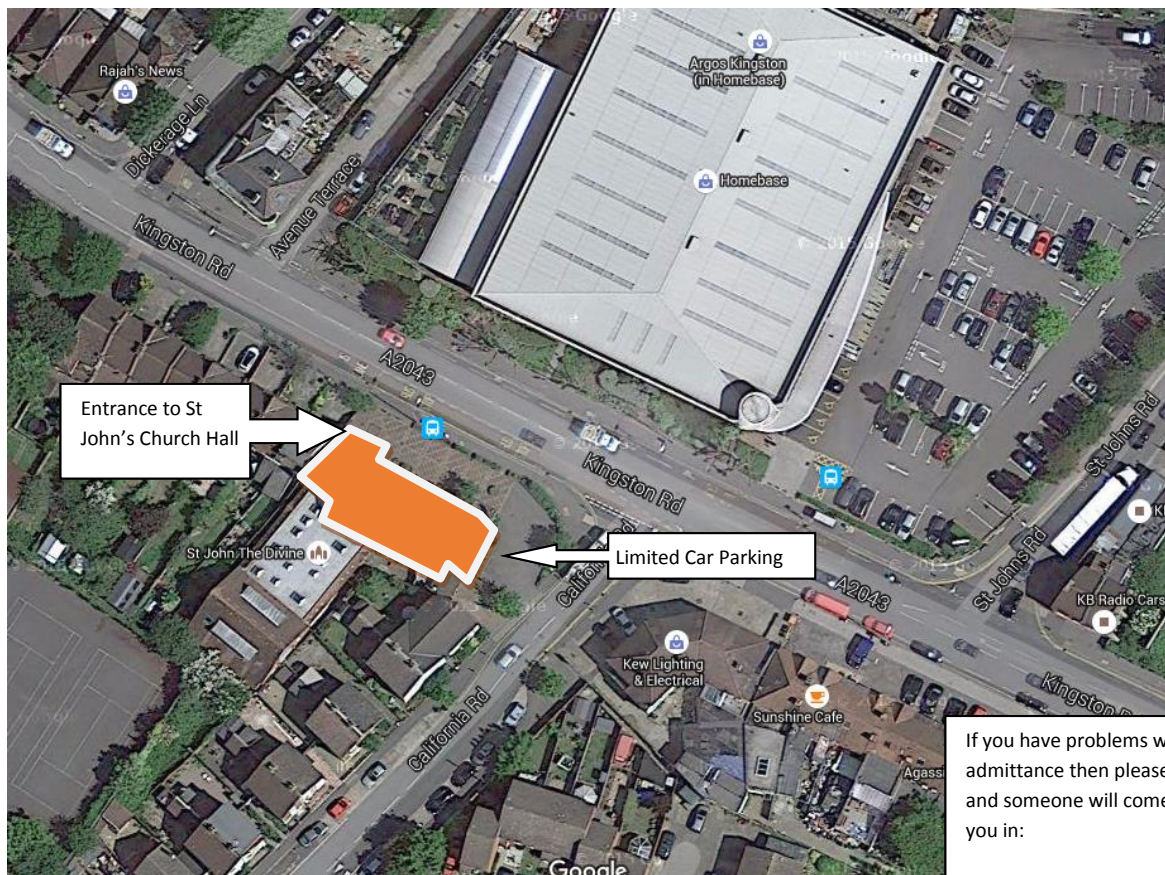 Rajah's News
Dickerage Ln
Avenue Terrace
Kingston Rd
A2043
Argos Kingston
(in Homebase)
Homebase
Entrance to St
John's Church Hall
Kingston Rd
St Johns Rd
St John The Divine
Limited Car Parking
California Rd
St Johns Rd
A2043
KB Radio Cars
Kew Lighting
& Electrical
Sunshine Cafe
Kingston
California Rd
If you have problems
admittance then please
and someone will come
you in:
Google